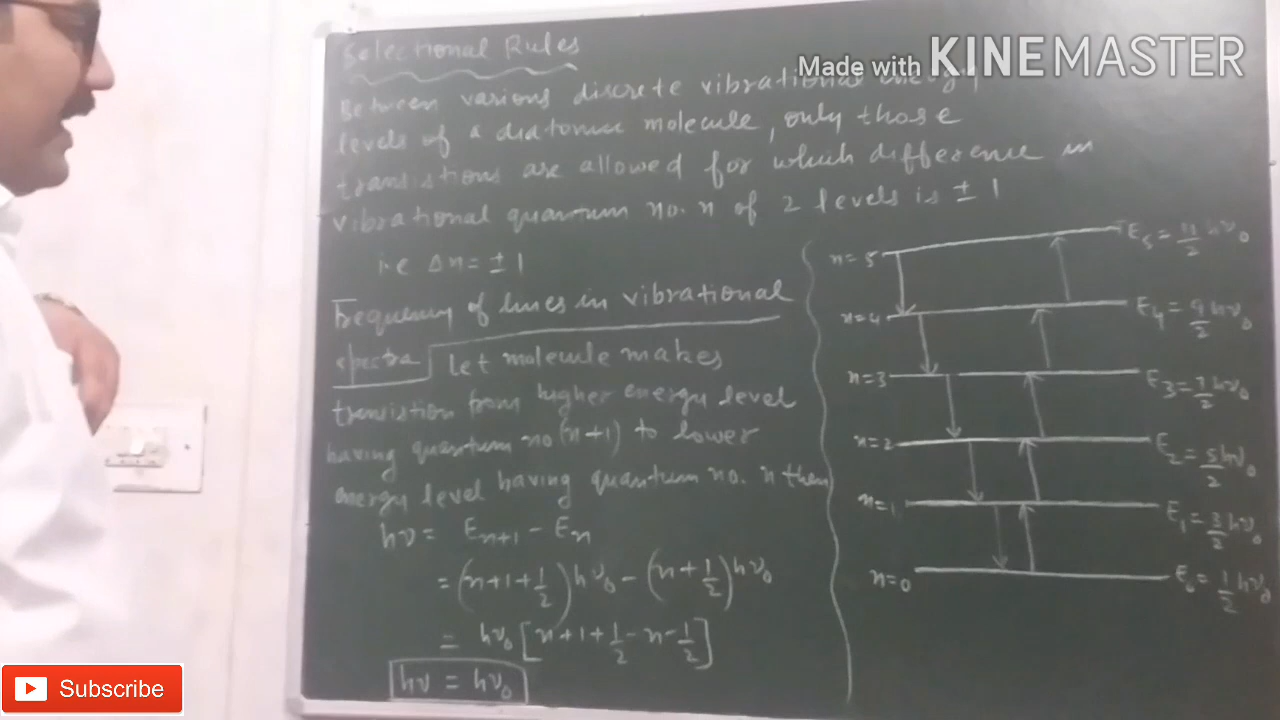 Selectional Rules
Made with KINEMASTER
Between various discrete vibrational energy
levels of a diatomic molecule, only those
transistions are allowed for which difference in
vibrational quantum no. n of 2 levels is ± 1
i.e Δn = ± 1
Frequency of lines in vibrational
spectra Let molecule makes
transistion from higher energy level
having quantum no (n+1) to lower
energy level having quantum no. n then
hν = En+1 - En
= (n+1+1/2) hν0 - (n+1/2) hν0
= hν0 [n+1+1/2-n-1/2]
hν = hν0
n=5 E5 = 11/2 hν0
n=4 E4 = 9/2 hν0
n=3 E3 = 7/2 hν0
n=2 E2 = 5/2 hν0
n=1 E1 = 3/2 hν0
n=0 E0 = 1/2 hν0
Subscribe